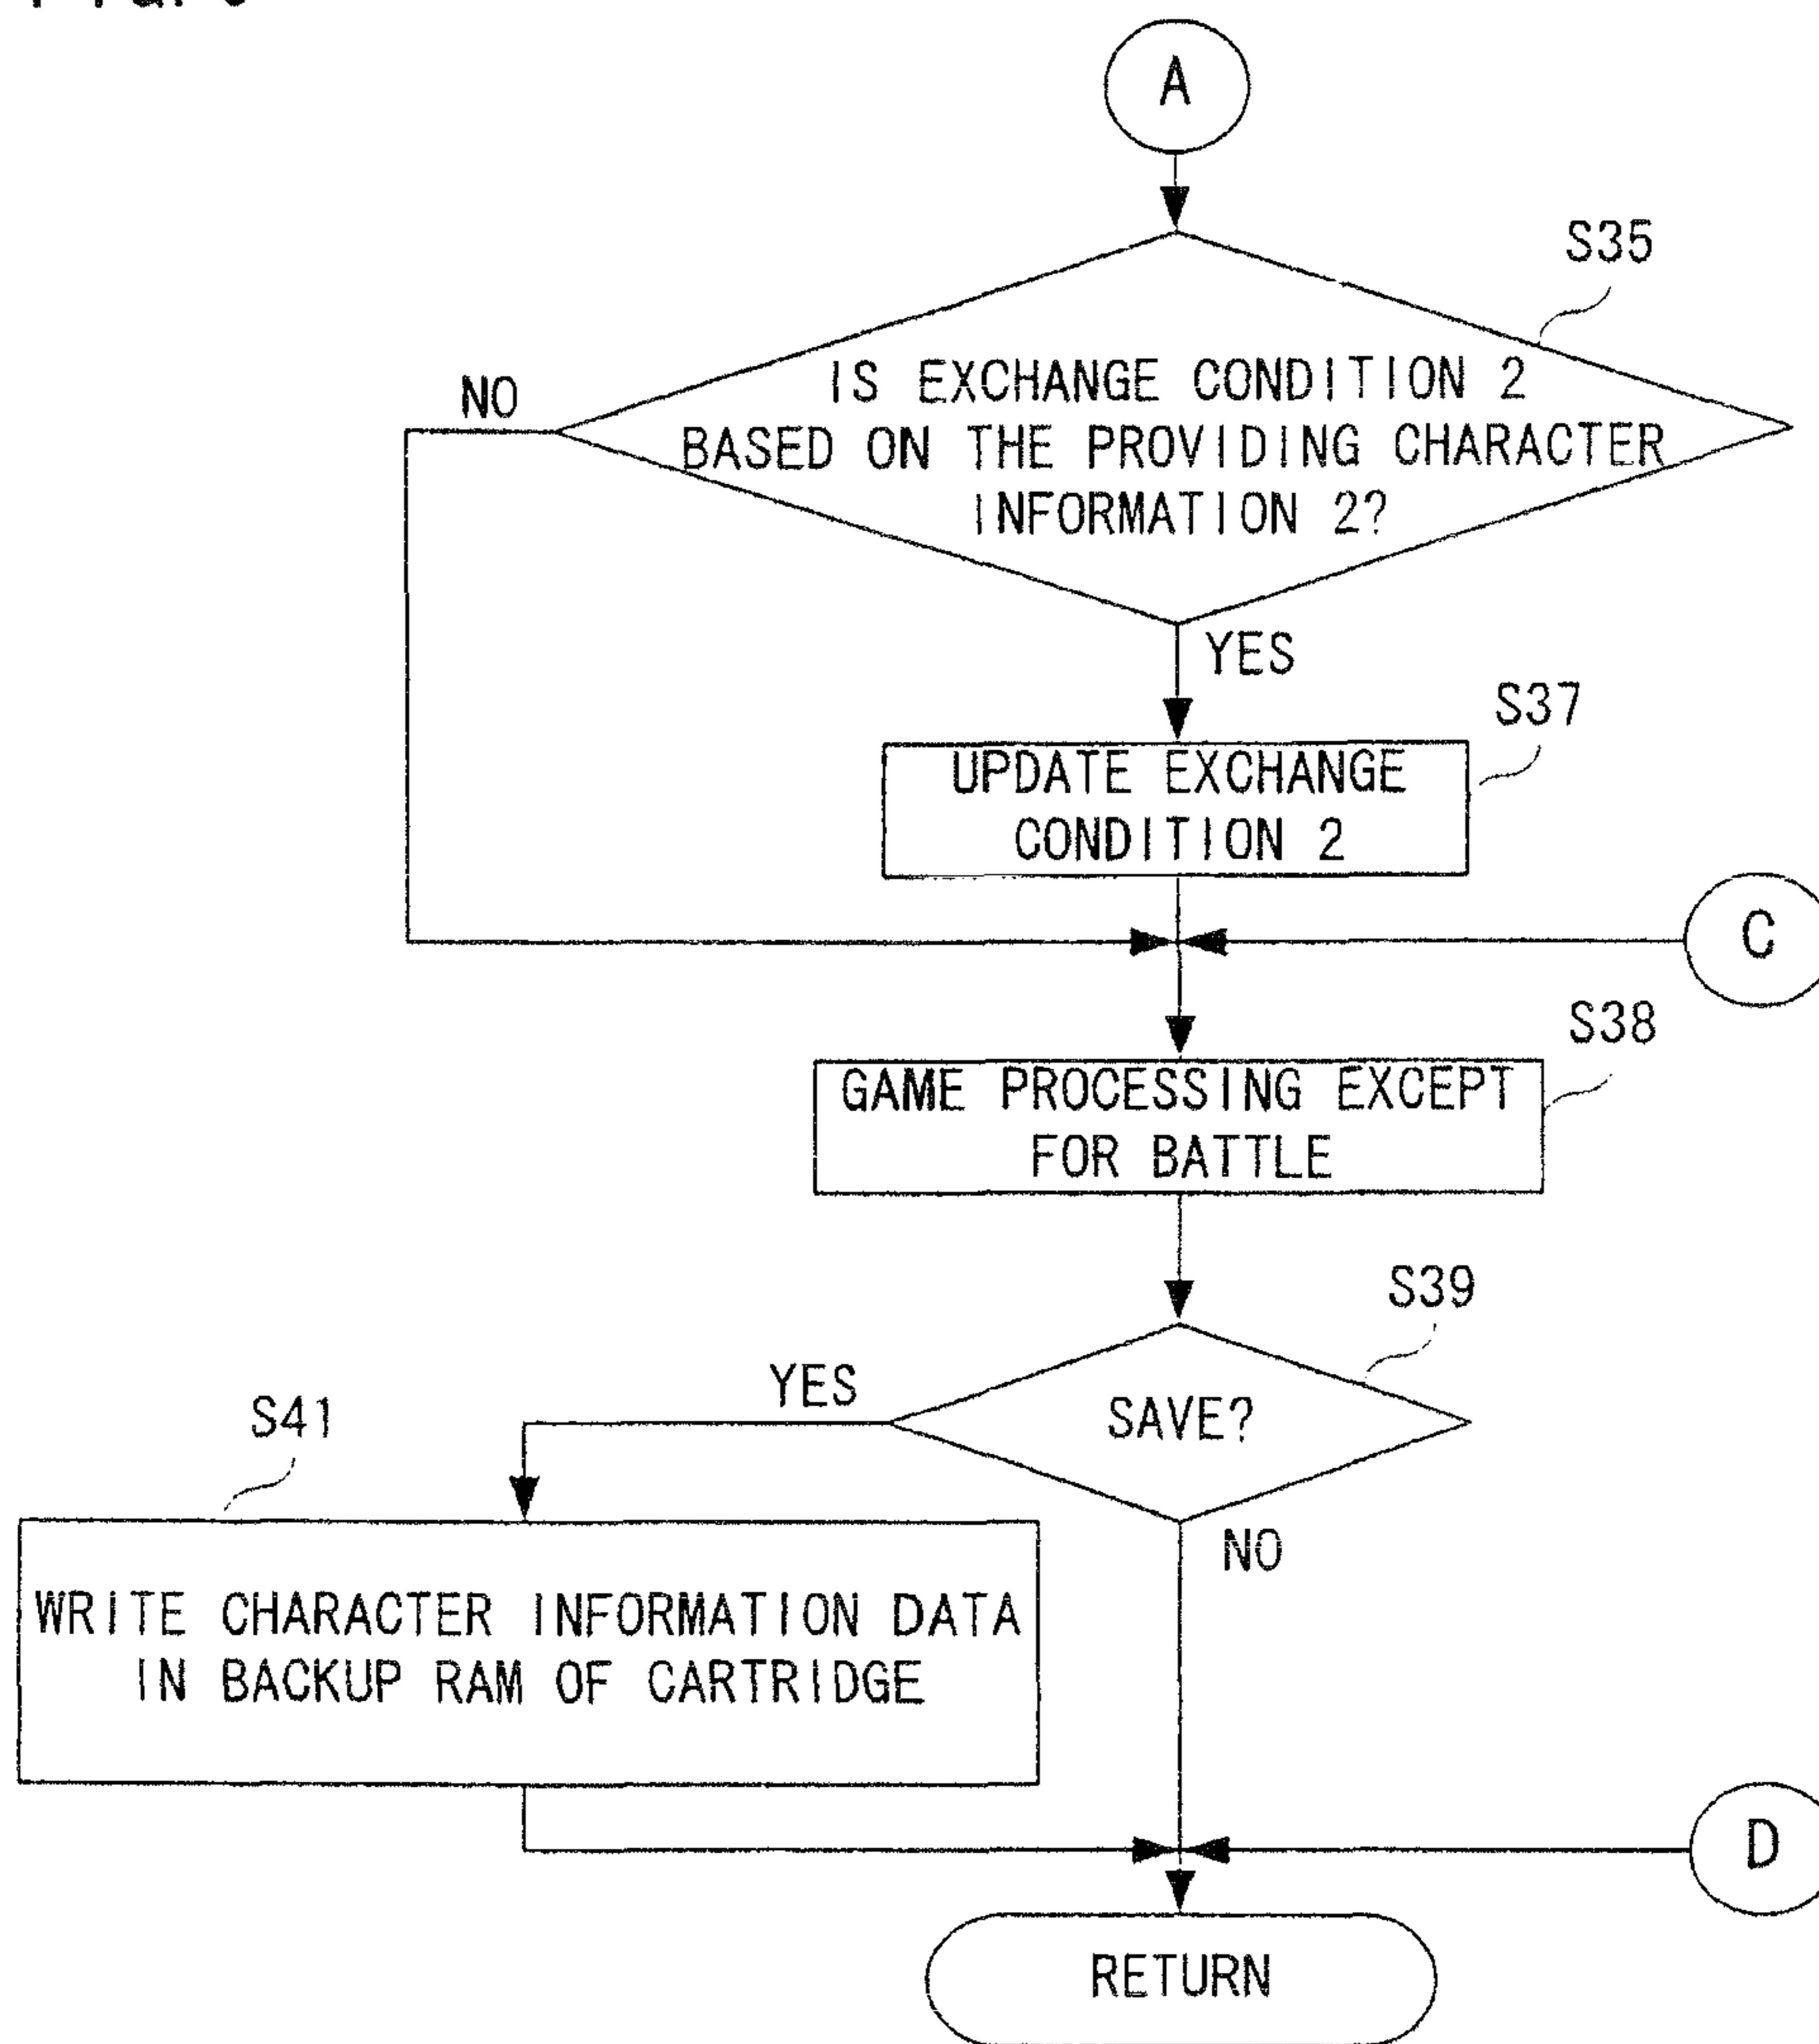 A
S35
IS EXCHANGE CONDITION 2
NO
BASED ON THE PROVIDING CHARACTER
INFORMATION 2?
YES
S37
UPDATE EXCHANGE
CONDITION 2
C
S38
GAME PROCESSING EXCEPT
FOR BATTLE
S39
YES
SAVE?
S41
NO
WRITE CHARACTER INFORMATION DATA
IN BACKUP RAM OF CARTRIDGE
D
RETURN